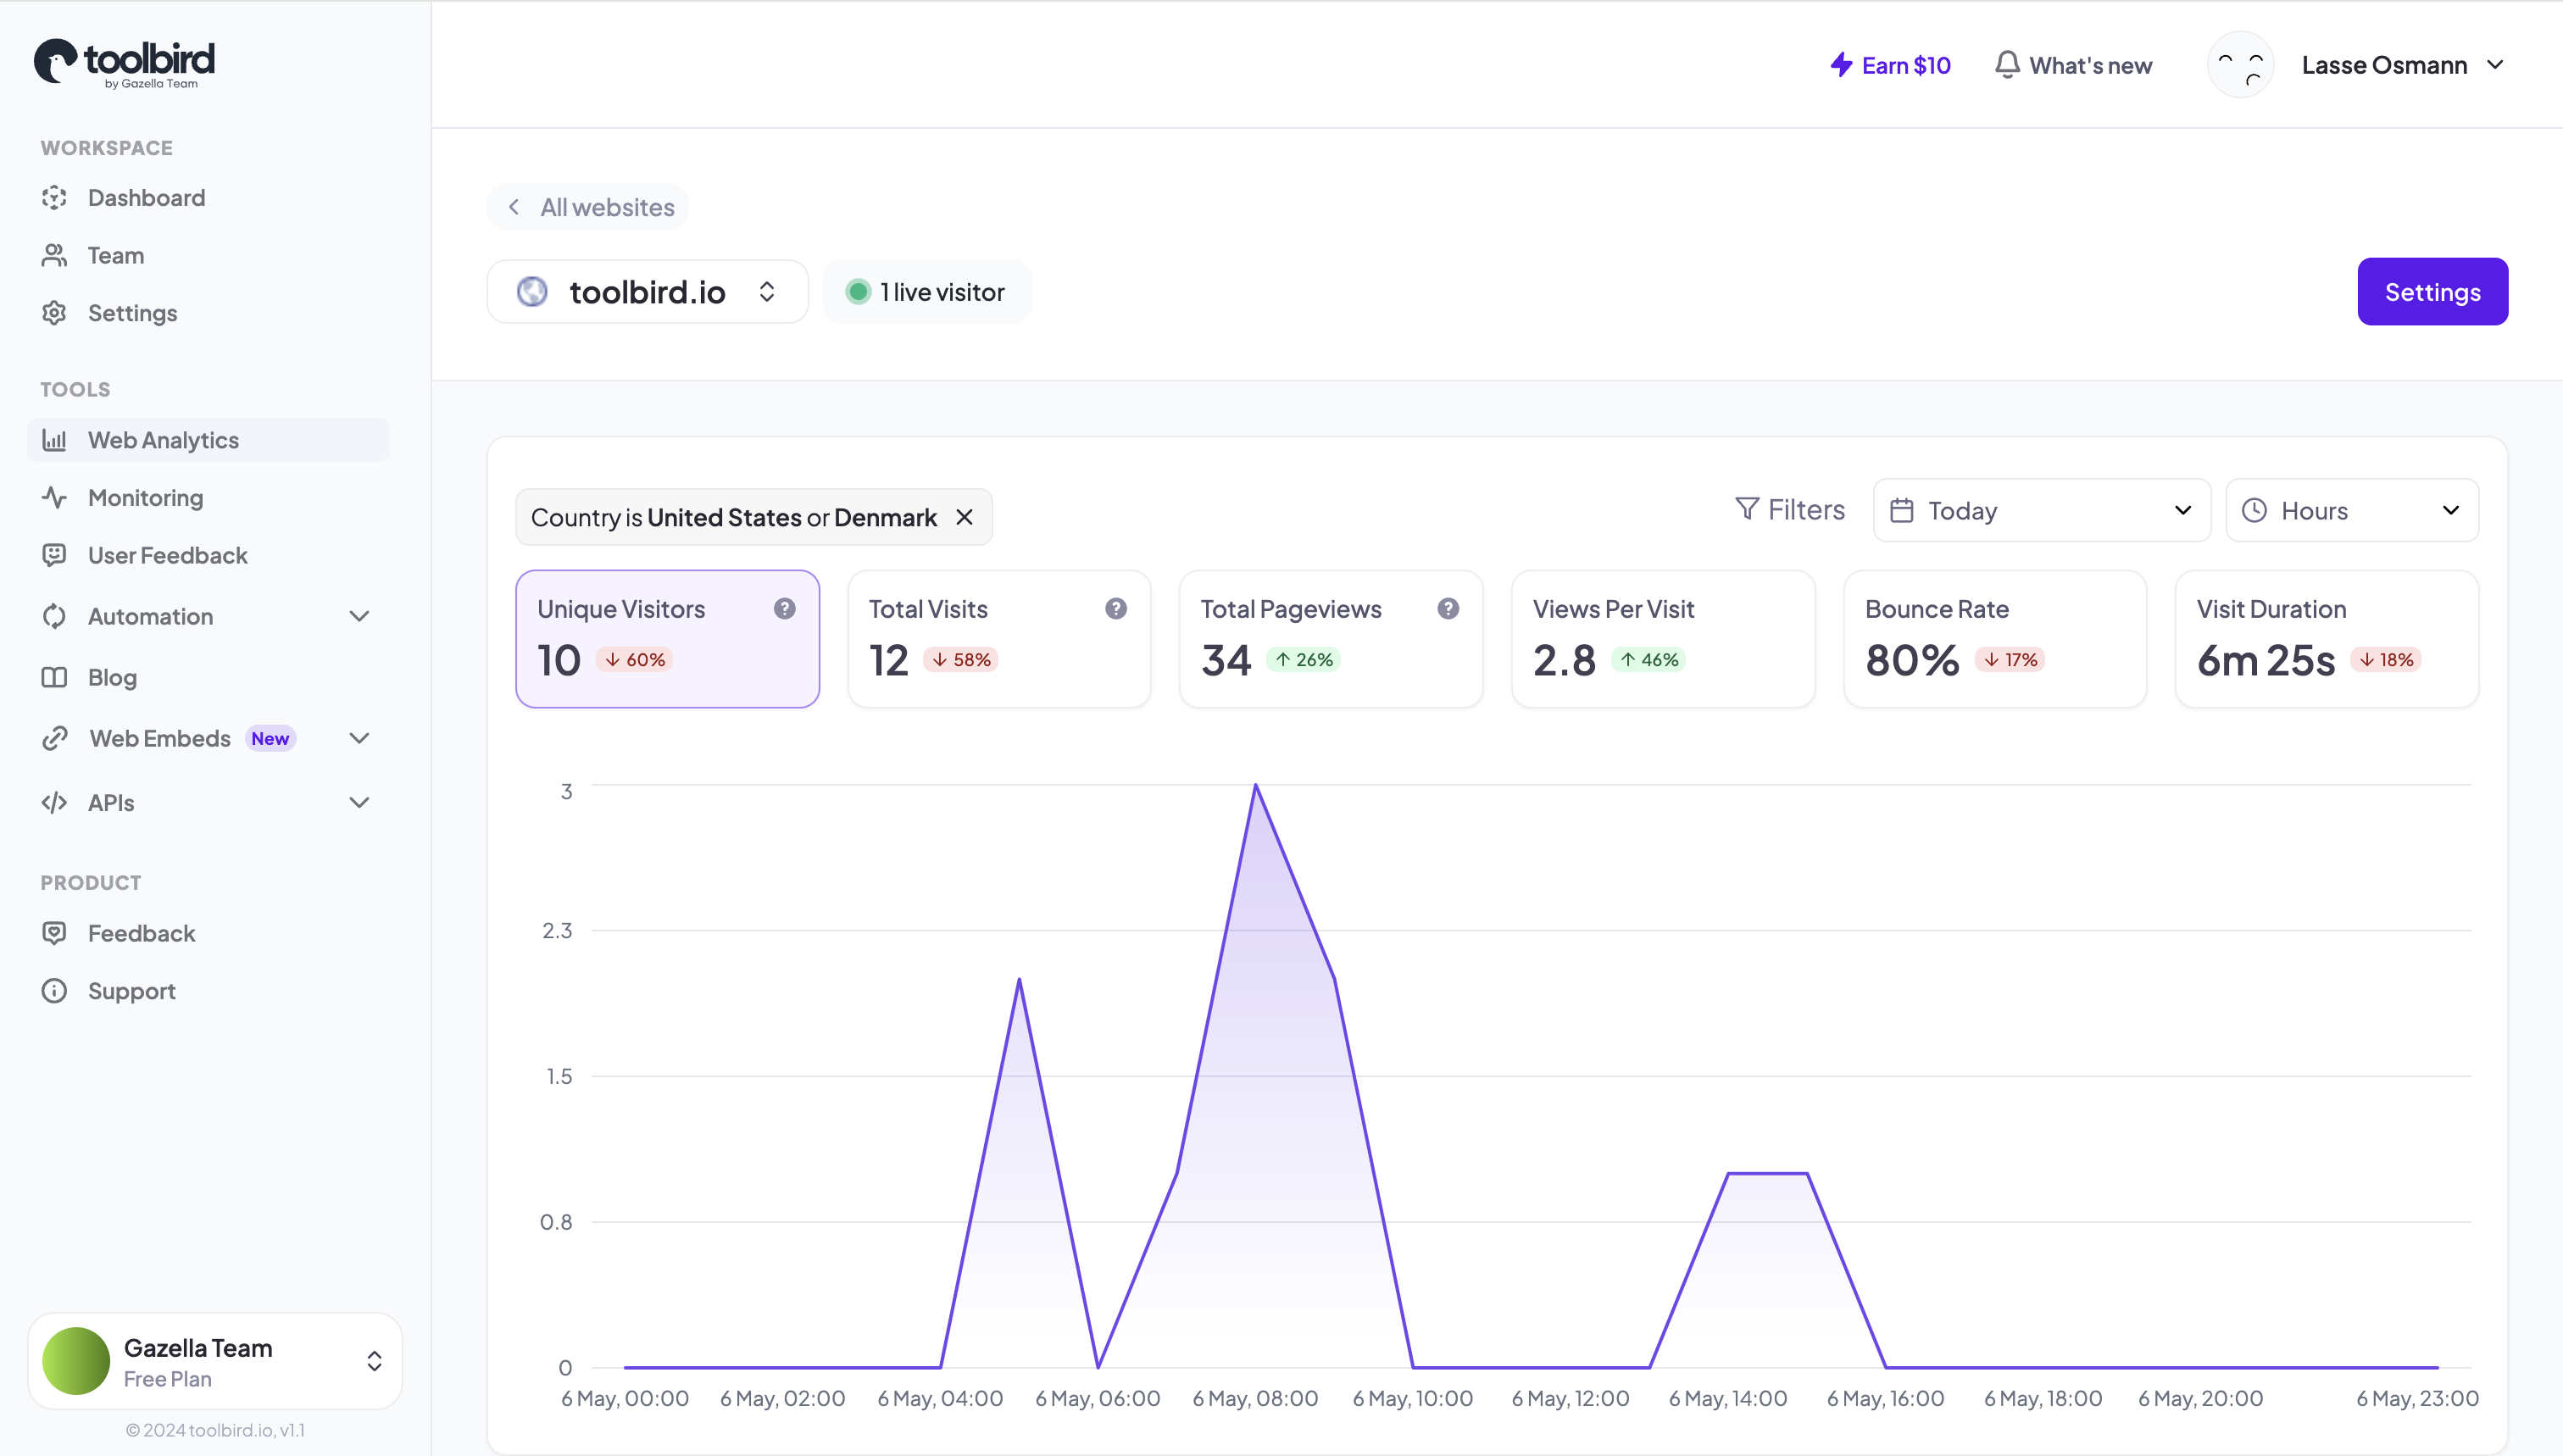 toolbird
by Gazella Team
WORKSPACE
Dashboard
Team
Settings
TOOLS
Web Analytics
Monitoring
User Feedback
Automation
Blog
Web Embeds New
APIs
PRODUCT
Feedback
Support
Gazella Team
Free Plan
© 2024 toolbird.io, v1.1
Earn $10 What's new Lasse Osmann
All websites
toolbird.io 1 live visitor Settings
Country is United States or Denmark Filters Today Hours
Unique Visitors Total Visits Total Pageviews Views Per Visit Bounce Rate Visit Duration
10 60% 12 58% 34 26% 2.8 46% 80% 17% 6m 25s 18%
3
2.3
1.5
0.8
0
6 May, 00:00 6 May, 02:00 6 May, 04:00 6 May, 06:00 6 May, 08:00 6 May, 10:00 6 May, 12:00 6 May, 14:00 6 May, 16:00 6 May, 18:00 6 May, 20:00 6 May, 23:00